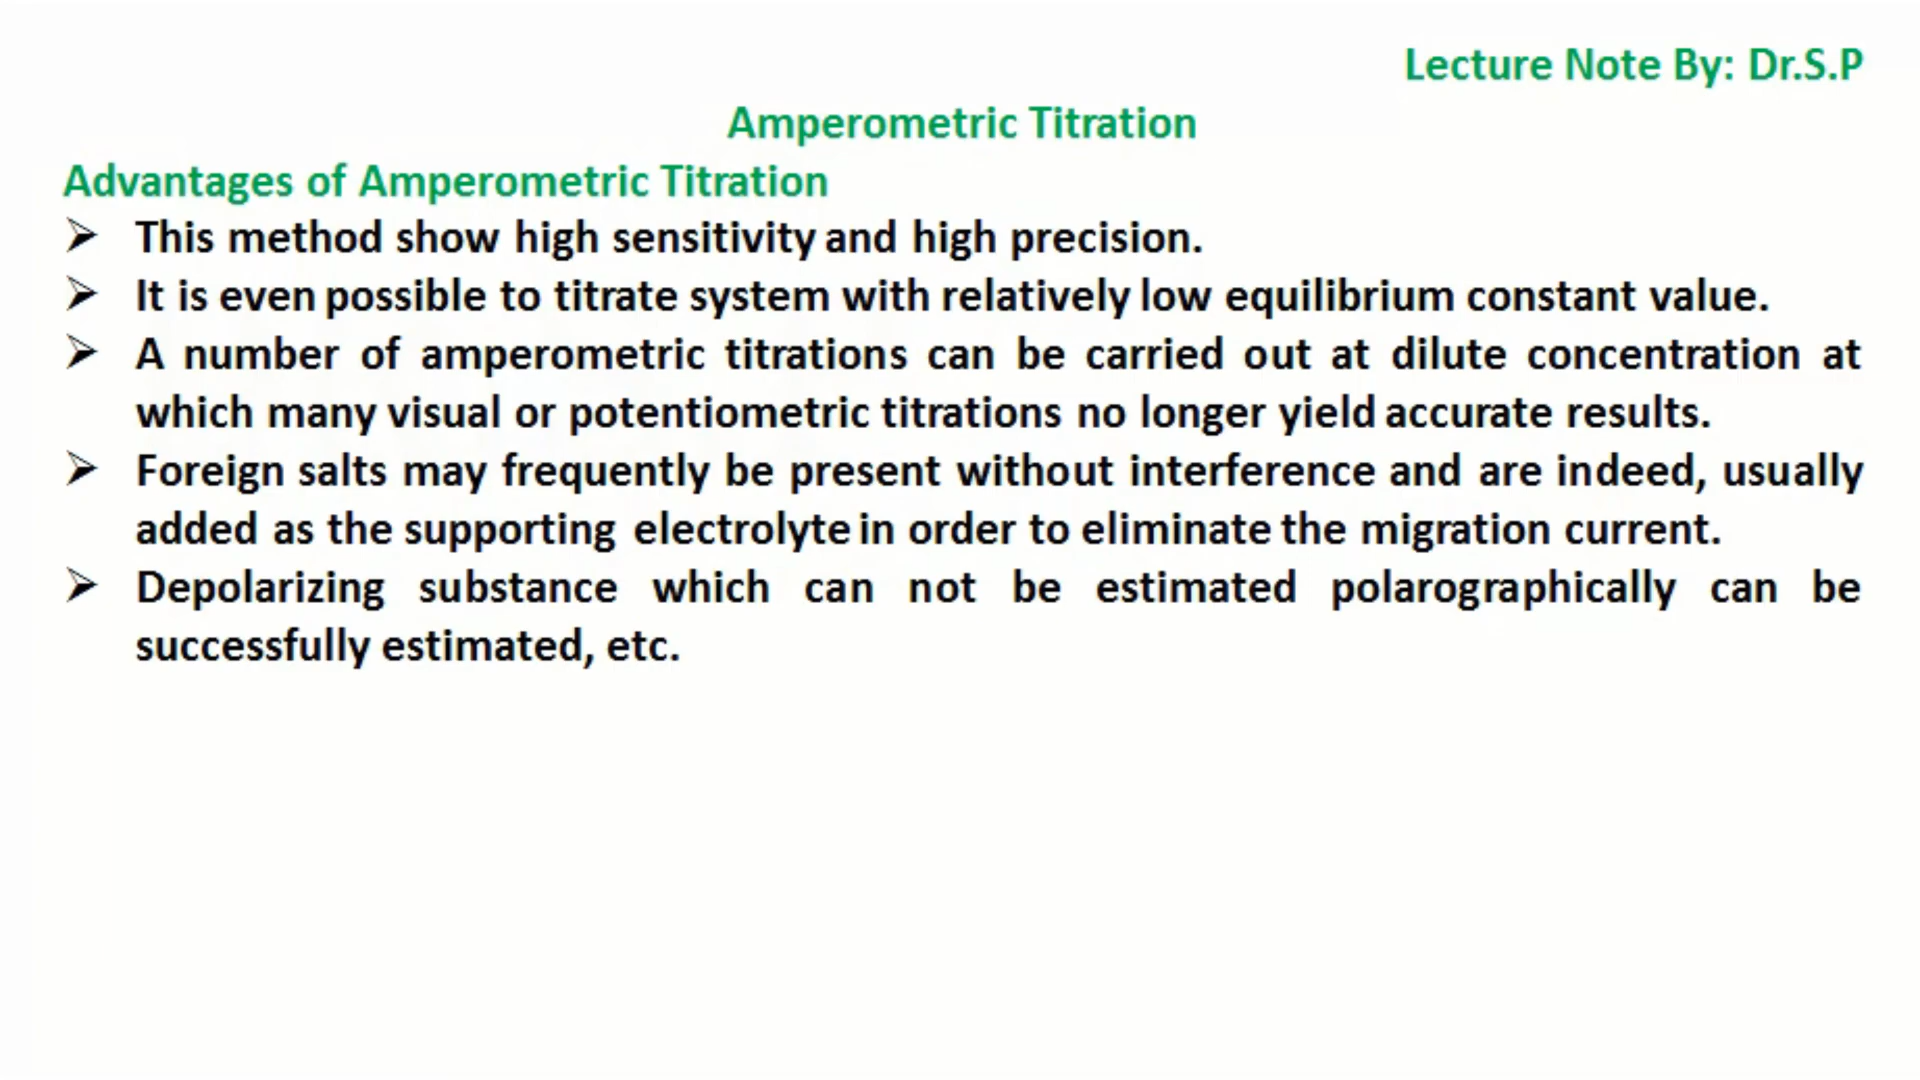 Lecture Note By: Dr.S.P
Amperometric Titration
Advantages of Amperometric Titration
➢ This method show high sensitivity and high precision.
➢ It is even possible to titrate system with relatively low equilibrium constant value.
➢ A number of amperometric titrations can be carried out at dilute concentration at
which many visual or potentiometric titrations no longer yield accurate results.
➢ Foreign salts may frequently be present without interference and are indeed, usually
added as the supporting electrolyte in order to eliminate the migration current.
➢ Depolarizing substance which can not be estimated polarographically can be
successfully estimated, etc.